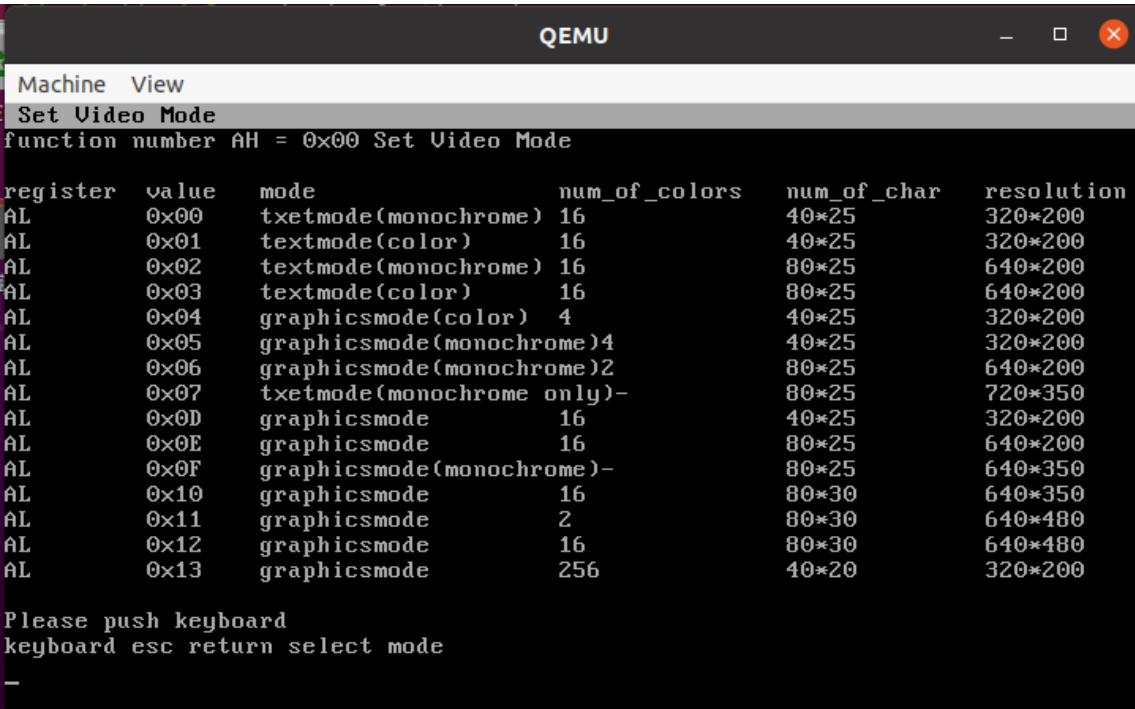 QEMU
Machine View
Set Video Mode
function number AH = 0x00 Set Video Mode
register value mode num_of_colors num_of_char resolution
AL 0x00 txetmode(monochrome) 16 40*25 320*200
AL 0x01 textmode(color) 16 40*25 320*200
AL 0x02 textmode(monochrome) 16 80*25 640*200
AL 0x03 textmode(color) 16 80*25 640*200
AL 0x04 graphicsmode(color) 4 40*25 320*200
AL 0x05 graphicsmode(monochrome)4 40*25 320*200
AL 0x06 graphicsmode(monochrome)2 80*25 640*200
AL 0x07 txetmode(monochrome only)- 80*25 720*350
AL 0x0D graphicsmode 16 40*25 320*200
AL 0x0E graphicsmode 16 80*25 640*200
AL 0x0F graphicsmode(monochrome)- 80*25 640*350
AL 0x10 graphicsmode 16 80*30 640*350
AL 0x11 graphicsmode 2 80*30 640*480
AL 0x12 graphicsmode 16 80*30 640*480
AL 0x13 graphicsmode 256 40*20 320*200
Please push keyboard
keyboard esc return select mode